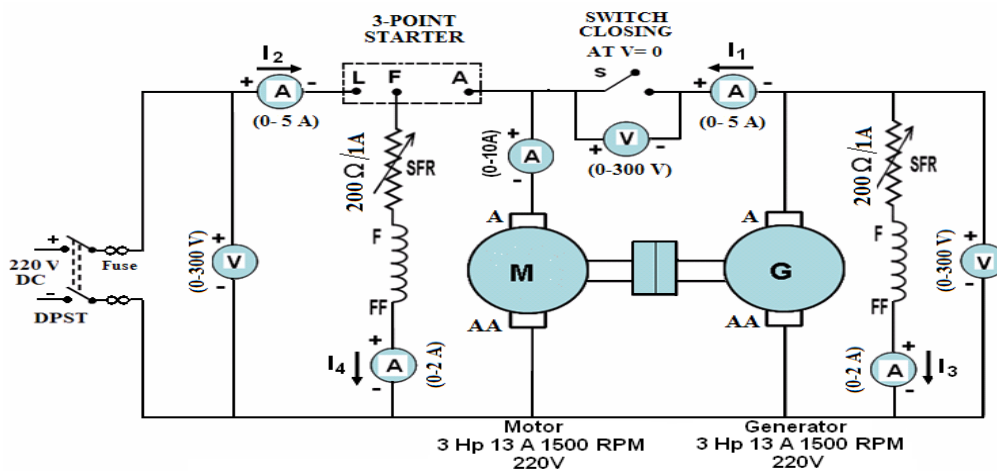 3-POINT
STARTER
SWITCH
CLOSING
AT V= 0
I2
I1
+ A -
(0- 5 A)
L F A
S
+ A -
(0- 5 A)
+ V -
(0-300 V)
200 Ω/1A
SFR
(0-10A)
+ A -
200 Ω/1A
SFR
+
220 V
DC
-
DPST
Fuse
(0-300 V)
+ V -
F
FF
A
M
AA
A
G
AA
F
FF
(0-300 V)
+ V -
I4
+ A -
(0-2 A)
(0-2 A)
+ A -
I3
Motor
3 Hp 13 A 1500 RPM
220V
Generator
3 Hp 13 A 1500 RPM
220V